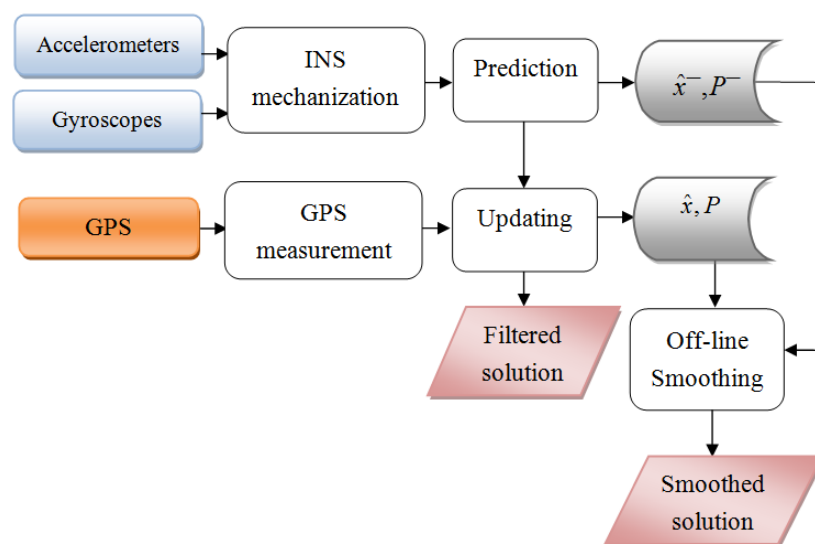 Accelerometers
INS
mechanization
Prediction
x̂⁻, P⁻
Gyroscopes
GPS
GPS
measurement
Updating
x̂, P
Filtered
solution
Off-line
Smoothing
Smoothed
solution